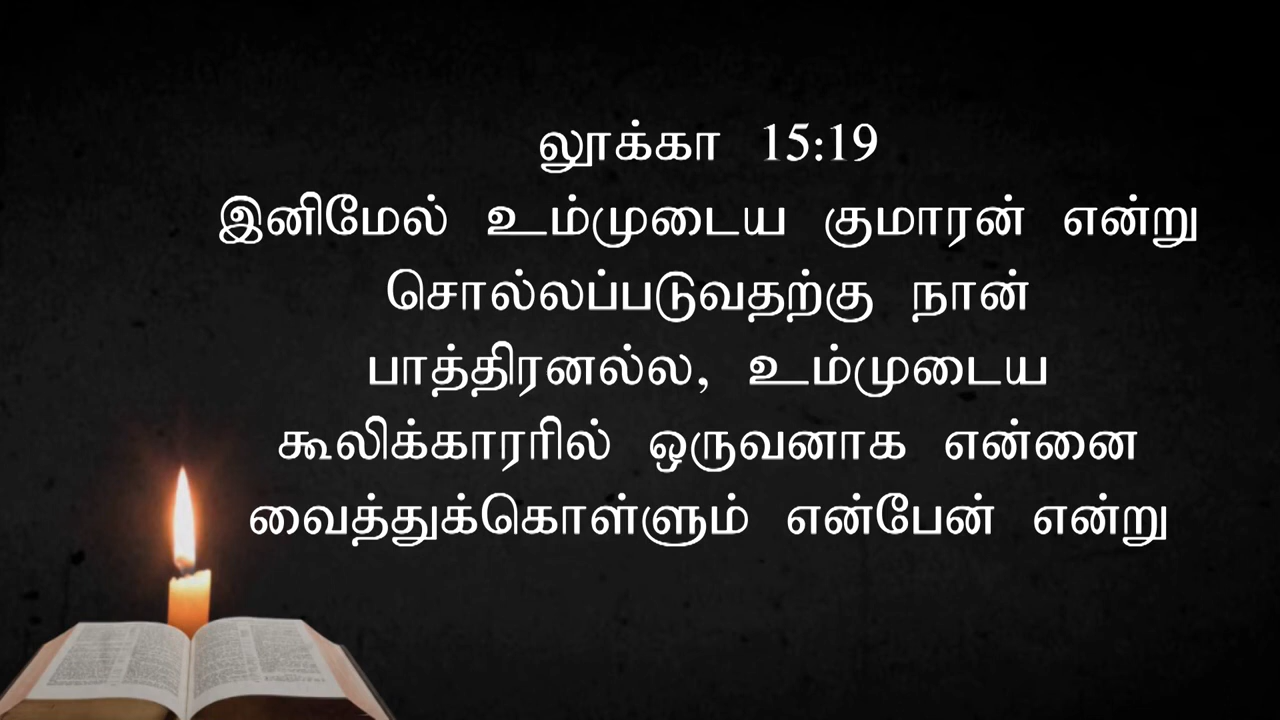 லூக்கா 15:19
இனிமேல் உம்முடைய குமாரன் என்று
சொல்லப்படுவதற்கு நான்
பாத்திரனல்ல, உம்முடைய
கூலிக்காரரில் ஒருவனாக என்னை
வைத்துக்கொள்ளும் என்பேன் என்று